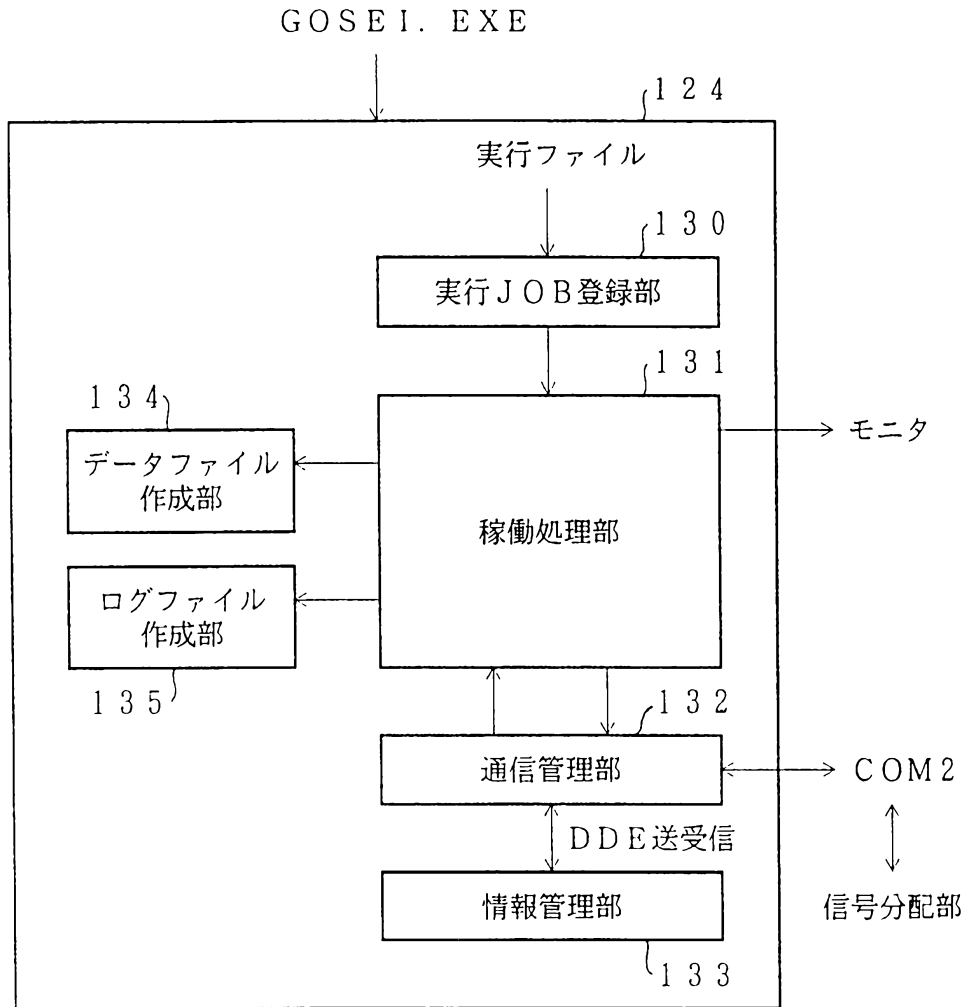 GOSEI. EXE
124
実行ファイル
130
実行JOB登録部
131
134
モニタ
データファイル
作成部
稼働処理部
ログファイル
作成部
135
132
通信管理部
COM2
DDE送受信
情報管理部
信号分配部
133